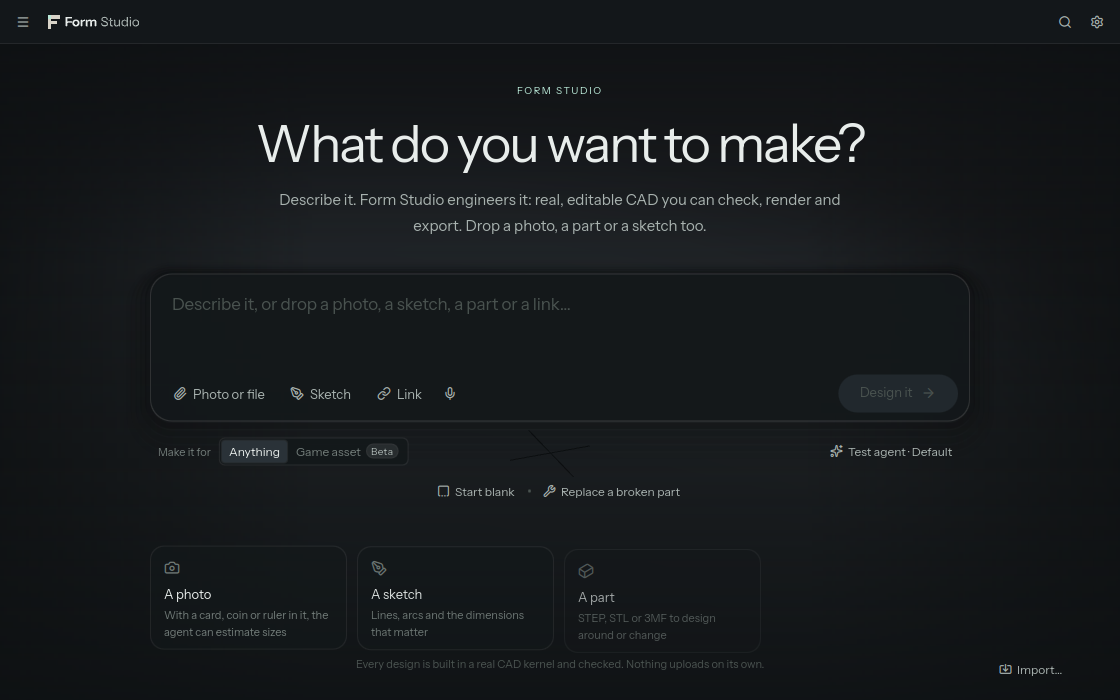 Form Studio
FORM STUDIO
What do you want to make?
Describe it. Form Studio engineers it: real, editable CAD you can check, render and
export. Drop a photo, a part or a sketch too.
Describe it, or drop a photo, a sketch, a part or a link...
Photo or file
Sketch
Link
Design it
Make it for
Anything
Game asset
Beta
Test agent · Default
Start blank
•
Replace a broken part
A photo
With a card, coin or ruler in it, the
agent can estimate sizes
A sketch
Lines, arcs and the dimensions
that matter
A part
STEP, STL or 3MF to design
around or change
Every design is built in a real CAD kernel and checked. Nothing uploads on its own.
Import...